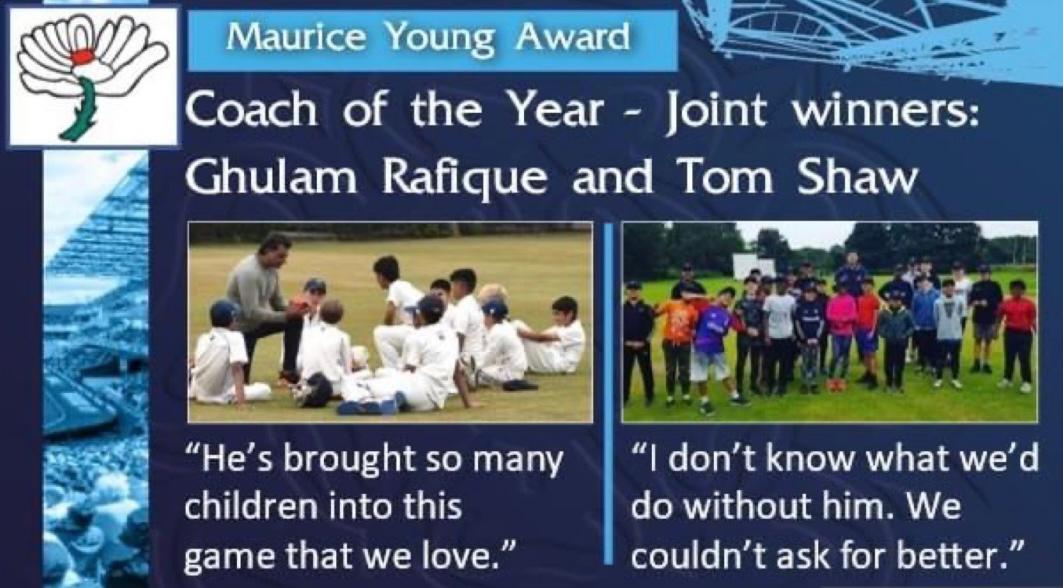 Maurice Young Award
Coach of the Year - Joint winners:
Ghulam Rafique and Tom Shaw
“He’s brought so many
children into this
game that we love.”
“I don’t know what we’d
do without him. We
couldn’t ask for better.”